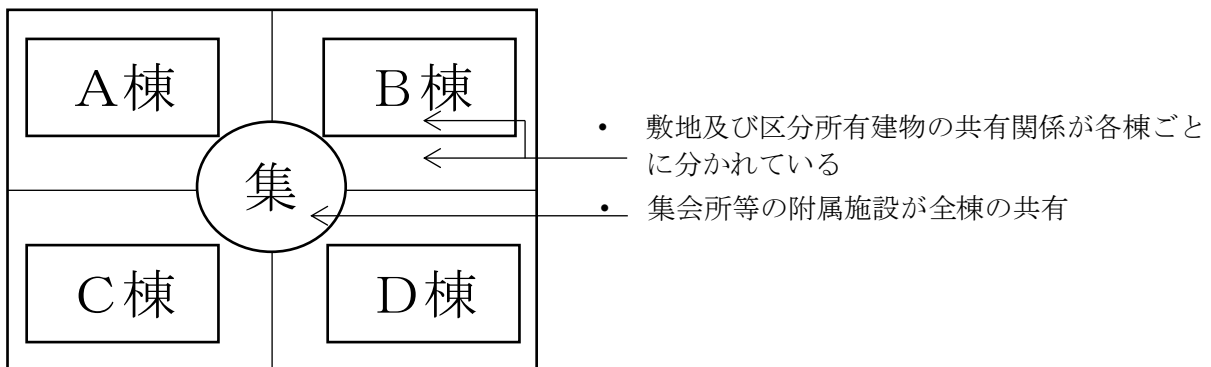 A棟
B棟
集
C棟
D棟
• 敷地及び区分所有建物の共有関係が各棟ごと
に分かれている
• 集会所等の附属施設が全棟の共有